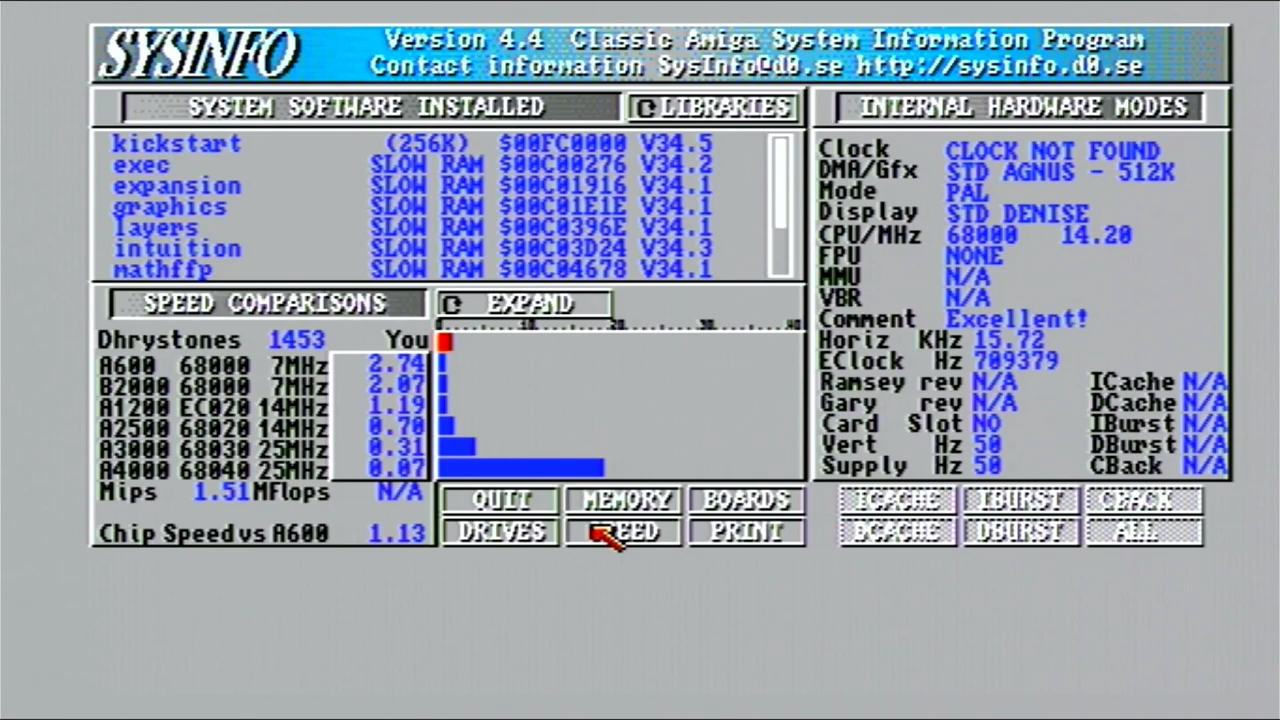 SYSINFO
Version 4.4 Classic Amiga System Information Program
Contact information SysInfo@d0.se http://sysinfo.d0.se
SYSTEM SOFTWARE INSTALLED LIBRARIES
kickstart (256K) $00FC0000 V34.5
exec SLOW RAM $00C00276 V34.2
expansion SLOW RAM $00C01916 V34.1
graphics SLOW RAM $00C01E1E V34.1
layers SLOW RAM $00C0396E V34.1
intuition SLOW RAM $00C03D24 V34.3
mathffp SLOW RAM $00C04678 V34.1
SPEED COMPARISONS EXPAND
10 20 30 40
Dhrystones 1453 You
A600 68000 7MHz 2.74
B2000 68000 7MHz 2.07
A1200 EC020 14MHz 1.19
A2500 68020 14MHz 0.70
A3000 68030 25MHz 0.31
A4000 68040 25MHz 0.07
Mips 1.51 MFlops N/A
Chip Speed vs A600 1.13
QUIT MEMORY BOARDS
DRIVES SPEED PRINT
INTERNAL HARDWARE MODES
Clock CLOCK NOT FOUND
DMA/Gfx STD AGNUS - 512K
Mode PAL
Display STD DENISE
CPU/MHz 68000 14.20
FPU NONE
MMU N/A
VBR N/A
Comment Excellent!
Horiz KHz 15.72
EClock Hz 709379
Ramsey rev N/A ICache N/A
Gary rev N/A DCache N/A
Card Slot NO IBurst N/A
Vert Hz 50 DBurst N/A
Supply Hz 50 CBack N/A
ICACHE IBURST CBACK
DCACHE DBURST ALL